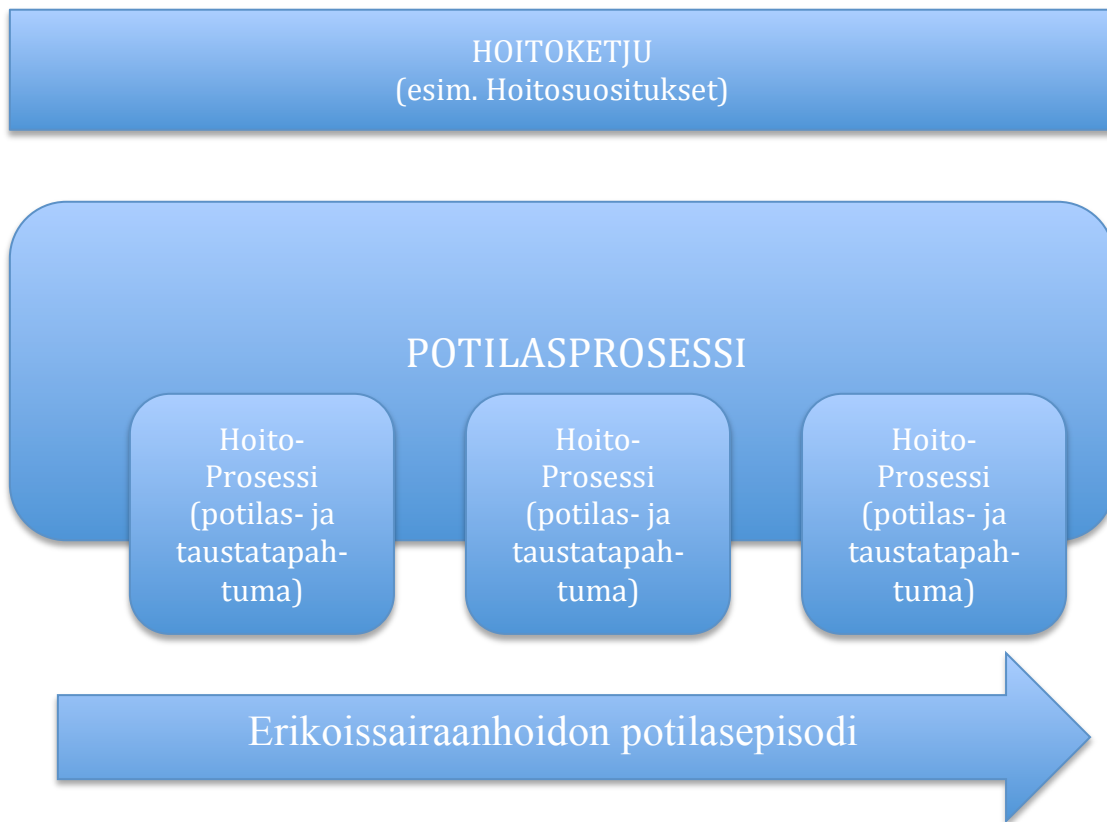 HOITOKETJU
(esim. Hoitosuositukset)
POTILASPROSESSI
Hoito-
Prosessi
(potilas- ja
taustatapah-
tuma)
Hoito-
Prosessi
(potilas- ja
taustatapah-
tuma)
Hoito-
Prosessi
(potilas- ja
taustatapah-
tuma)
Erikoissairaanhoidon potilasepisodi